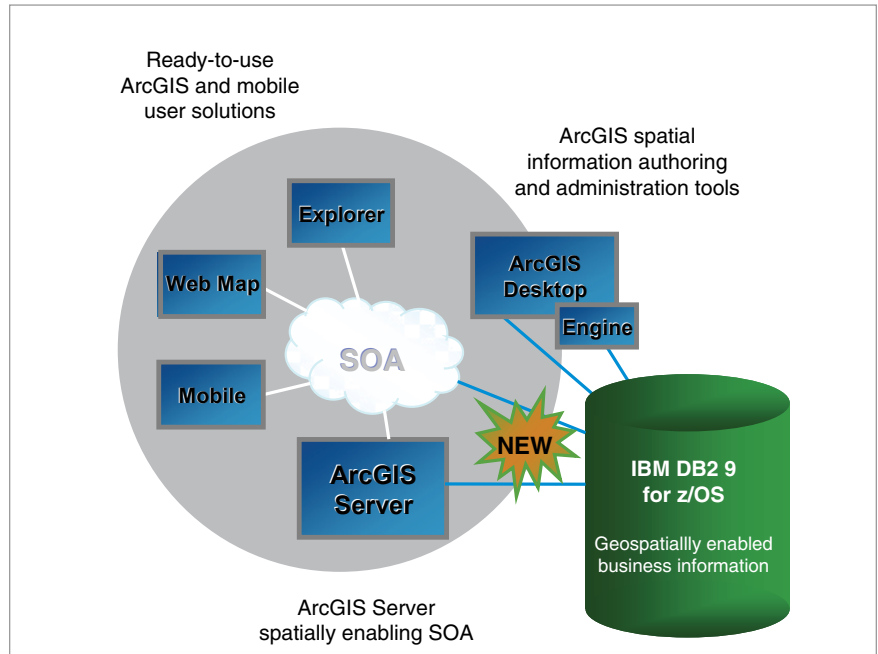 Ready-to-use
ArcGIS and mobile
user solutions
ArcGIS spatial
information authoring
and administration tools
Explorer
ArcGIS
Desktop
Web Map
Engine
SOA
Mobile
NEW
ArcGIS
Server
IBM DB2 9
for z/OS
Geospatiallly enabled
business information
ArcGIS Server
spatially enabling SOA